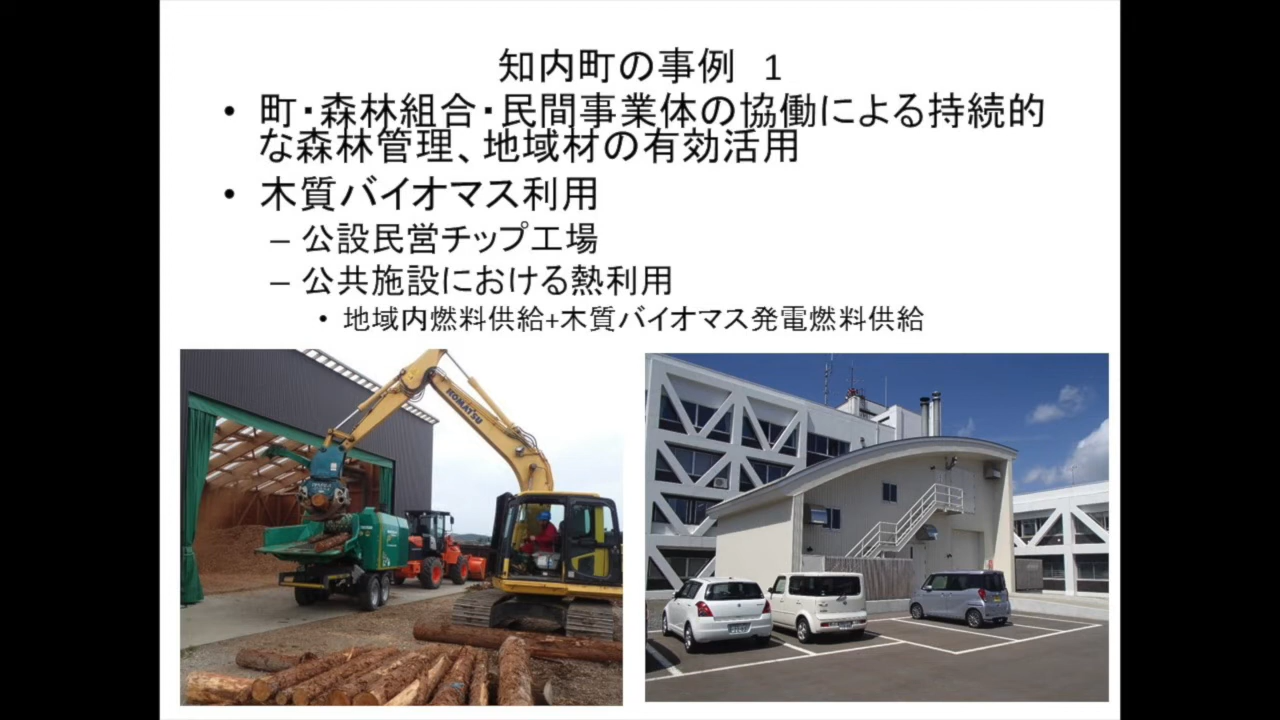 知内町の事例　1
• 町・森林組合・民間事業体の協働による持続的
な森林管理、地域材の有効活用
• 木質バイオマス利用
– 公設民営チップ工場
– 公共施設における熱利用
• 地域内燃料供給+木質バイオマス発電燃料供給
KOMATSU